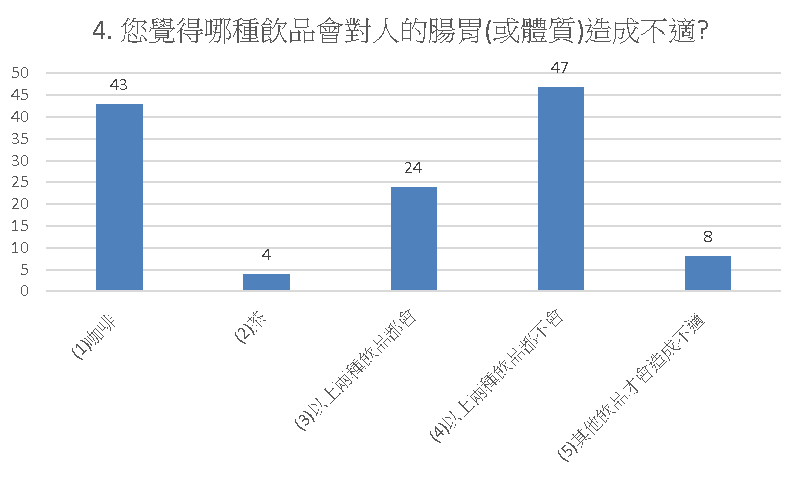 4. 您覺得哪種飲品會對人的腸胃(或體質)造成不適?
50
45
40
35
30
25
20
15
10
5
0
43
4
24
47
8
(1)咖啡
(2)茶
(3)以上兩種飲品都會
(4)以上兩種飲品都不會
(5)其他飲品才會造成不適